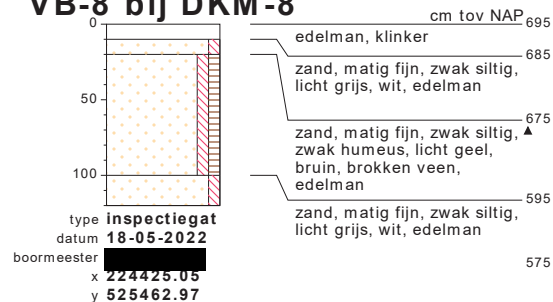 VB-8 bij DKM-8
cm tov NAP
0
695
edelman, klinker
685
zand, matig fijn, zwak siltig,
licht grijs, wit, edelman
50
675
zand, matig fijn, zwak siltig,
zwak humeus, licht geel,
bruin, brokken veen,
edelman
100
595
zand, matig fijn, zwak siltig,
licht grijs, wit, edelman
575
type inspectiegat
datum 18-05-2022
boormeester
x 224425.05
y 525462.97